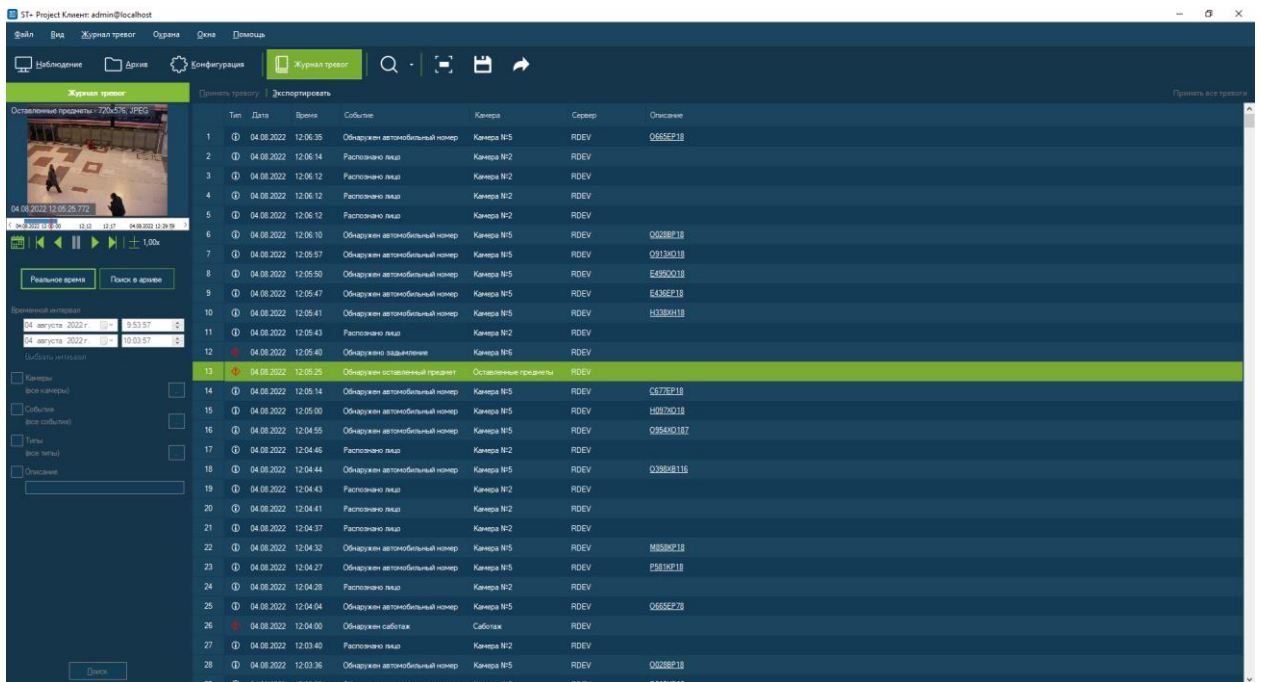 ST+ Project Клиент: admin@localhost
Файл Вид Журнал тревог Охрана Окна Помощь
Наблюдение Архив Конфигурация Журнал тревог
Журнал тревог
Принять тревогу Экспортировать Принять все тревоги
Оставленные предметы - 720x576, JPEG
04.08.2022 12:05:25.772
12:12 12:17 04.08.2022 12:29:59
1,00x
Реальное время Поиск в архиве
Временной интервал
04 августа 2022 г. 9:53:57
04 августа 2022 г. 10:03:57
Выбрать интервал
Камеры
(все камеры)
События
(все события)
Типы
(все типы)
Описание
Поиск
Тип Дата Время Событие Камера Сервер Описание
1 04.08.2022 12:06:35 Обнаружен автомобильный номер Камера №5 RDEV O665EP18
2 04.08.2022 12:06:14 Распознано лицо Камера №2 RDEV
3 04.08.2022 12:06:12 Распознано лицо Камера №2 RDEV
4 04.08.2022 12:06:12 Распознано лицо Камера №2 RDEV
5 04.08.2022 12:06:12 Распознано лицо Камера №2 RDEV
6 04.08.2022 12:06:10 Обнаружен автомобильный номер Камера №5 RDEV O028BP18
7 04.08.2022 12:05:57 Обнаружен автомобильный номер Камера №5 RDEV O913XO18
8 04.08.2022 12:05:50 Обнаружен автомобильный номер Камера №5 RDEV E495OO18
9 04.08.2022 12:05:47 Обнаружен автомобильный номер Камера №5 RDEV E436EP18
10 04.08.2022 12:05:41 Обнаружен автомобильный номер Камера №5 RDEV H338XH18
11 04.08.2022 12:05:43 Распознано лицо Камера №2 RDEV
12 04.08.2022 12:05:40 Обнаружено задымление Камера №6 RDEV
13 04.08.2022 12:05:25 Обнаружен оставленный предмет Оставленные предметы RDEV
14 04.08.2022 12:05:14 Обнаружен автомобильный номер Камера №5 RDEV C677EP18
15 04.08.2022 12:05:00 Обнаружен автомобильный номер Камера №5 RDEV H097XO18
16 04.08.2022 12:04:55 Обнаружен автомобильный номер Камера №5 RDEV O954XO187
17 04.08.2022 12:04:46 Распознано лицо Камера №2 RDEV
18 04.08.2022 12:04:44 Обнаружен автомобильный номер Камера №5 RDEV O398XB116
19 04.08.2022 12:04:43 Распознано лицо Камера №2 RDEV
20 04.08.2022 12:04:41 Распознано лицо Камера №2 RDEV
21 04.08.2022 12:04:37 Распознано лицо Камера №2 RDEV
22 04.08.2022 12:04:32 Обнаружен автомобильный номер Камера №5 RDEV M858KP18
23 04.08.2022 12:04:27 Обнаружен автомобильный номер Камера №5 RDEV P581KP18
24 04.08.2022 12:04:28 Распознано лицо Камера №2 RDEV
25 04.08.2022 12:04:04 Обнаружен автомобильный номер Камера №5 RDEV O665EP78
26 04.08.2022 12:04:00 Обнаружен саботаж Саботаж RDEV
27 04.08.2022 12:03:40 Распознано лицо Камера №2 RDEV
28 04.08.2022 12:03:36 Обнаружен автомобильный номер Камера №5 RDEV O028BP18